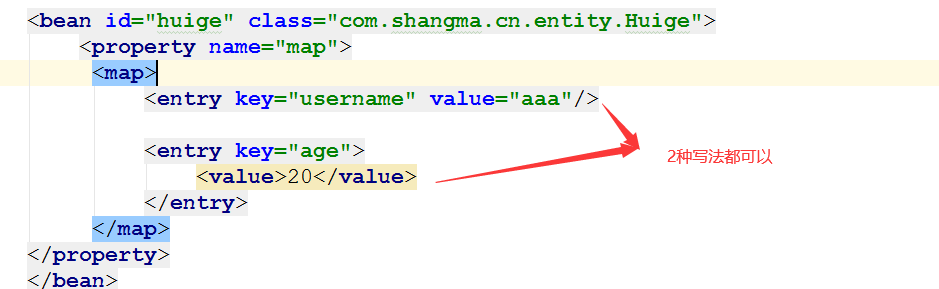 <bean id="huige" class="com.shangma.cn.entity.Huige">
<property name="map">
<map>
<entry key="username" value="aaa"/>
<entry key="age">
2种写法都可以
<value>20</value>
</entry>
</map>
</property>
</bean>